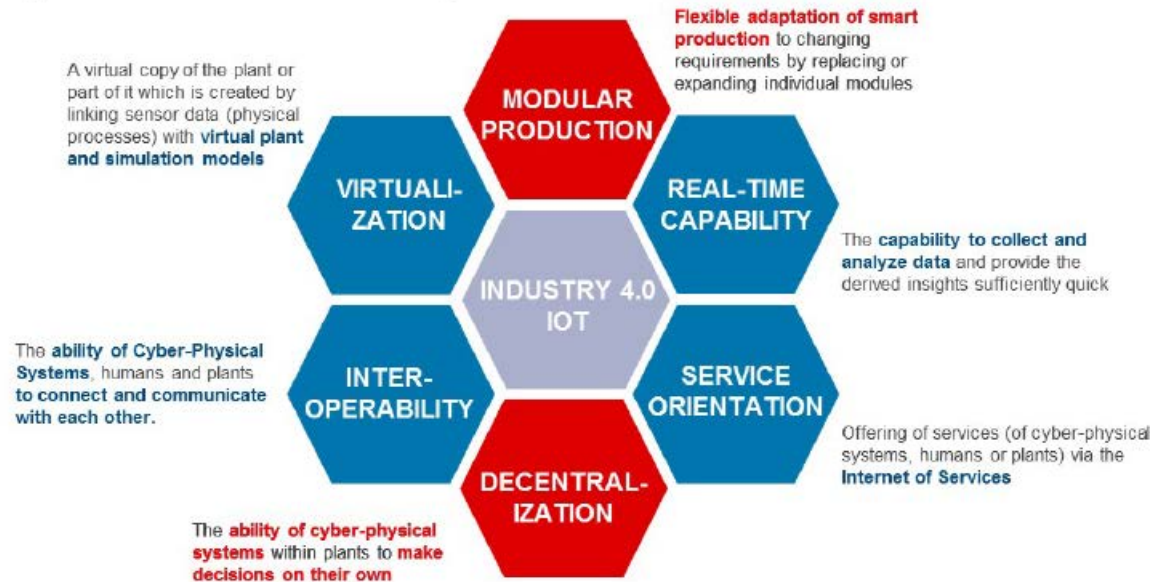 Flexible adaptation of smart
production to changing
requirements by replacing or
expanding individual modules
A virtual copy of the plant or
part of it which is created by
linking sensor data (physical
processes) with virtual plant
and simulation models
MODULAR
PRODUCTION
VIRTUALI-
ZATION
REAL-TIME
CAPABILITY
The capability to collect and
analyze data and provide the
derived insights sufficiently quick
INDUSTRY 4.0
IOT
The ability of Cyber-Physical
Systems, humans and plants
to connect and communicate
with each other.
INTER-
OPERABILITY
SERVICE
ORIENTATION
Offering of services (of cyber-physical
systems, humans or plants) via the
Internet of Services
DECENTRAL-
IZATION
The ability of cyber-physical
systems within plants to make
decisions on their own